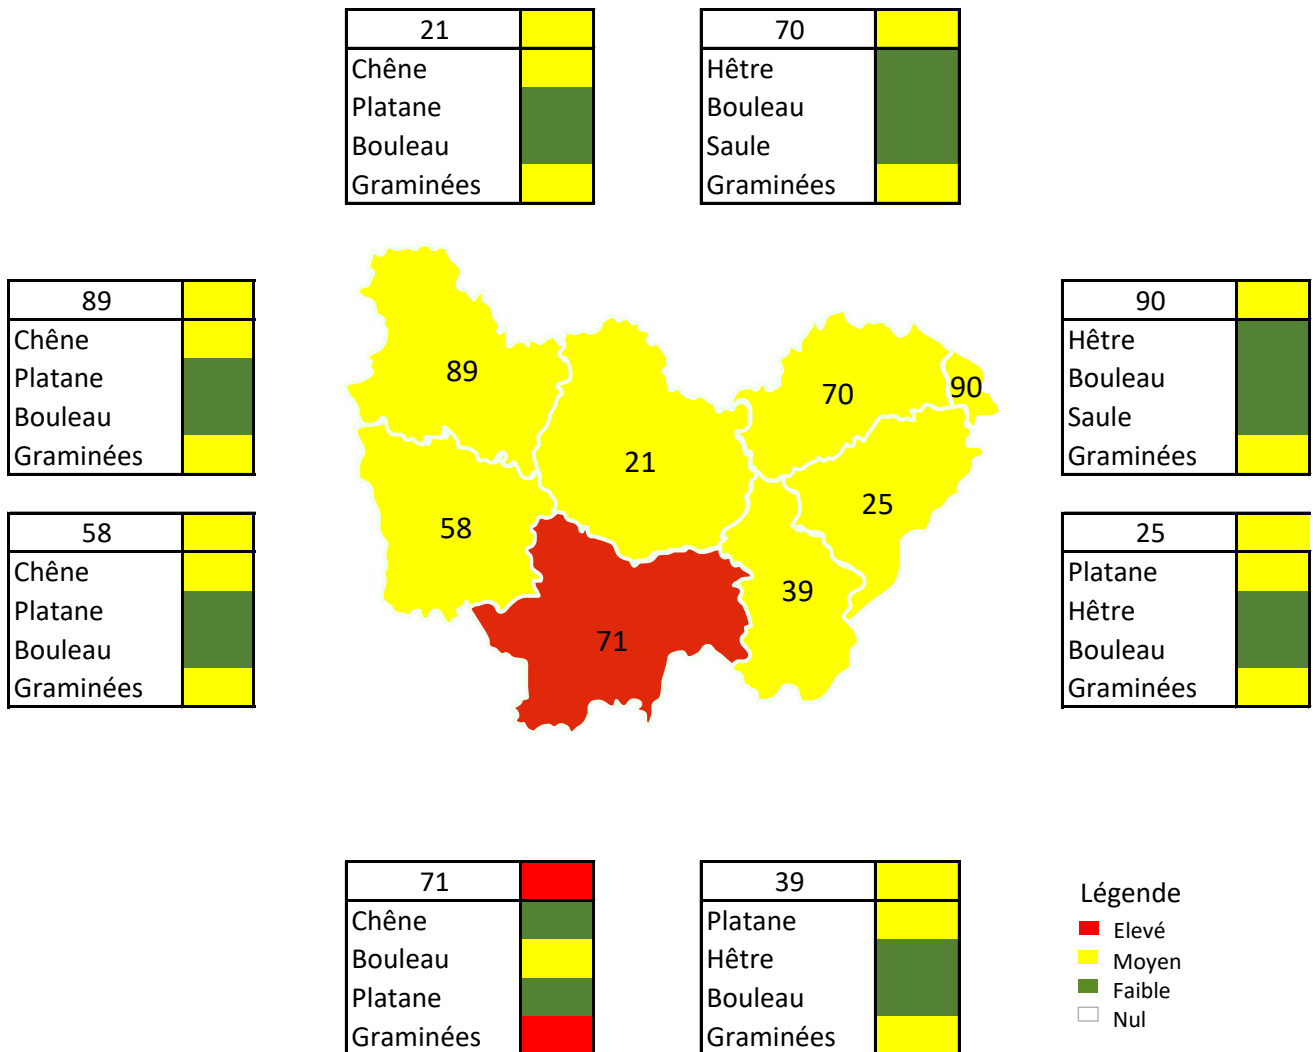 21
Chêne
Platane
Bouleau
Graminées
70
Hêtre
Bouleau
Saule
Graminées
89
Chêne
Platane
Bouleau
Graminées
58
Chêne
Platane
Bouleau
Graminées
89
21
70
90
58
25
39
71
90
Hêtre
Bouleau
Saule
Graminées
25
Platane
Hêtre
Bouleau
Graminées
71
Chêne
Bouleau
Platane
Graminées
39
Platane
Hêtre
Bouleau
Graminées
Légende
Elevé
Moyen
Faible
Nul